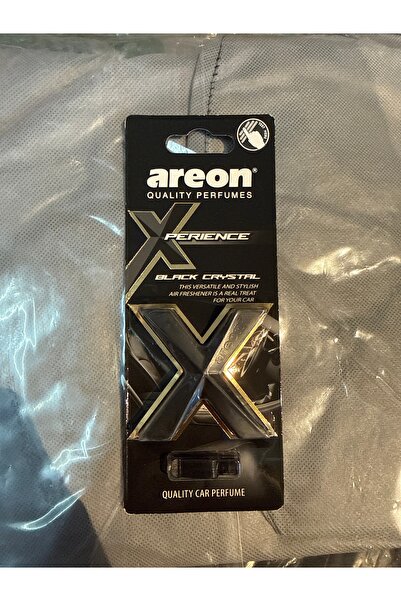 areon®
QUALITY PERFUMES
XPERIENCE
BLACK CRYSTAL
THIS VERSATILE AND STYLISH
AIR FRESHENER IS A REAL TREAT
FOR YOUR CAR
QUALITY CAR PERFUME